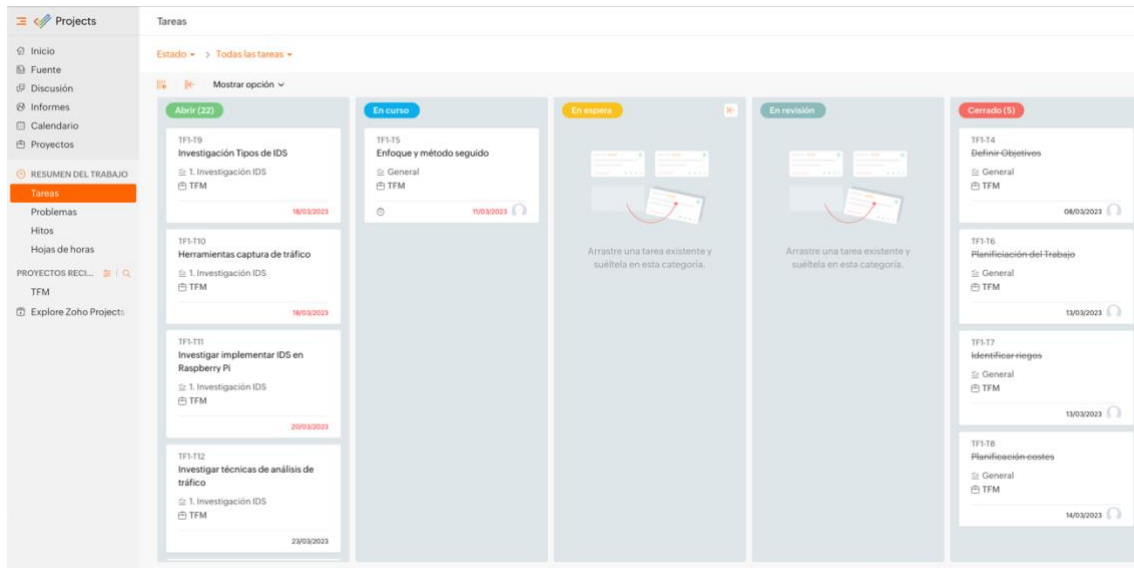 Projects
Inicio
Fuente
Discusión
Informes
Calendario
Proyectos
RESUMEN DEL TRABAJO
Tareas
Problemas
Hitos
Hojas de horas
PROYECTOS RECI...
TFM
Explore Zoho Projects
Tareas
Estado > Todas las tareas
Mostrar opción
Abrir (22)
TF1-T9
Investigación Tipos de IDS
1. Investigación IDS
TFM
18/03/2023
TF1-T10
Herramientas captura de tráfico
1. Investigación IDS
TFM
18/03/2023
TF1-T11
Investigar implementar IDS en
Raspberry Pi
1. Investigación IDS
TFM
20/03/2023
TF1-T12
Investigar técnicas de análisis de
tráfico
1. Investigación IDS
TFM
23/03/2023
En curso
TF1-T5
Enfoque y método seguido
General
TFM
11/03/2023
En espera
Arrastre una tarea existente y
suéltela en esta categoría.
En revisión
Arrastre una tarea existente y
suéltela en esta categoría.
Cerrado (5)
TF1-T4
Definir Objetivos
General
TFM
08/03/2023
TF1-T6
Planificiación del Trabajo
General
TFM
13/03/2023
TF1-T7
Identificar riegos
General
TFM
13/03/2023
TF1-T8
Planificación costes
General
TFM
14/03/2023